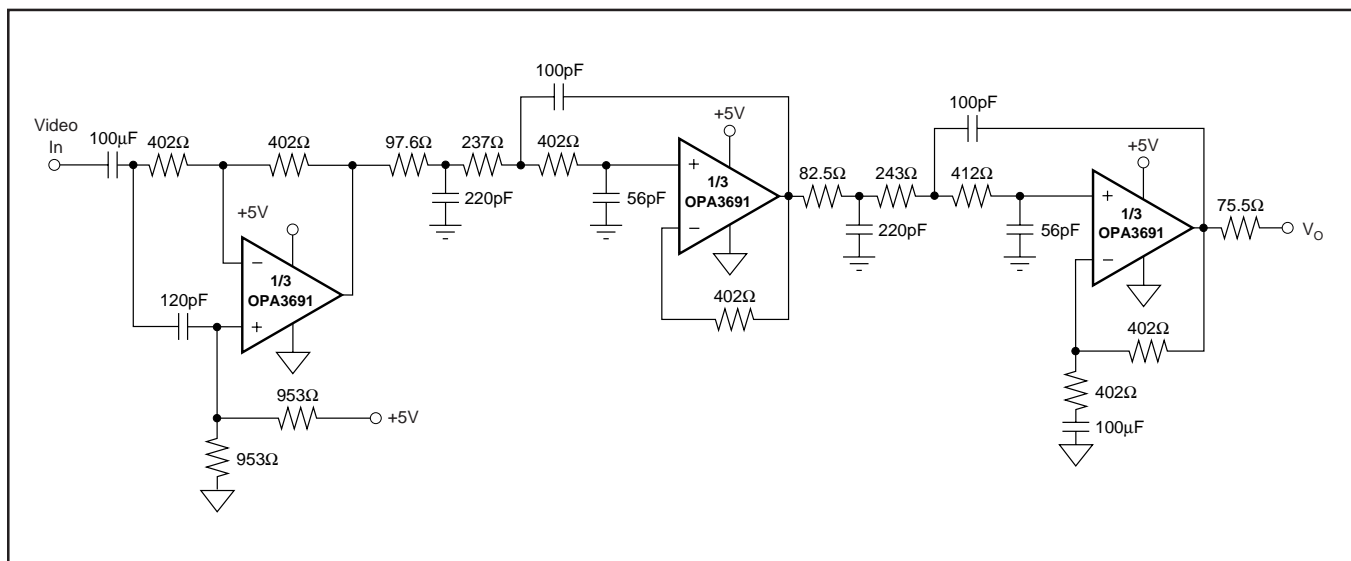 Video
In
100μF
402Ω
402Ω
+5V
1/3
OPA3691
120pF
953Ω
+5V
953Ω
97.6Ω
237Ω
220pF
100pF
402Ω
56pF
+5V
1/3
OPA3691
402Ω
82.5Ω
243Ω
220pF
100pF
412Ω
56pF
+5V
1/3
OPA3691
402Ω
402Ω
100μF
75.5Ω
VO